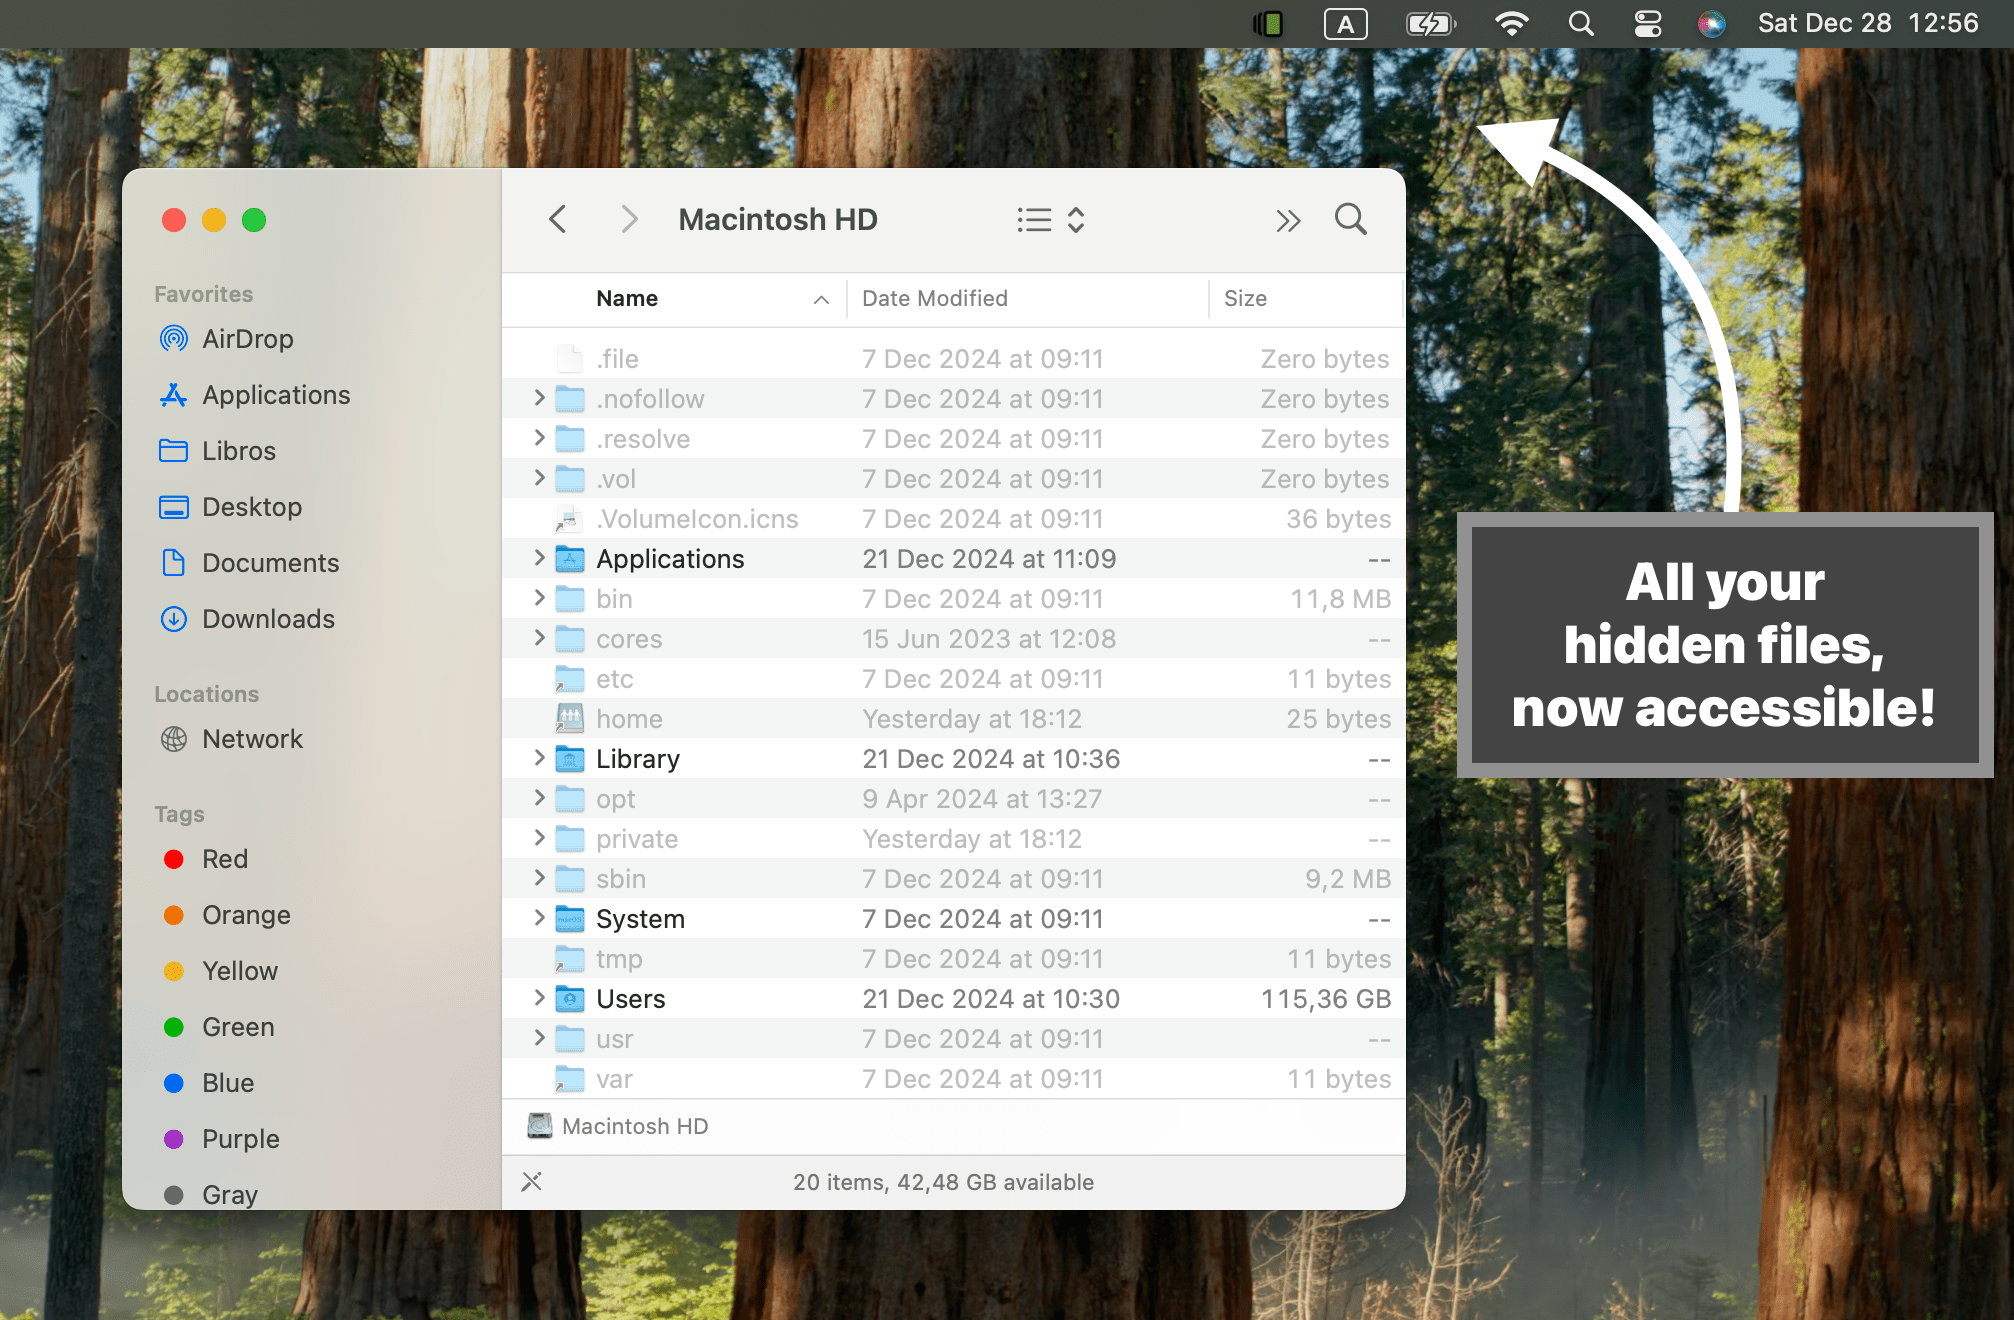 A
Sat Dec 28 12:56
Macintosh HD
Favorites
AirDrop
Applications
Libros
Desktop
Documents
Downloads
Locations
Network
Tags
Red
Orange
Yellow
Green
Blue
Purple
Gray
Name Date Modified Size
.file 7 Dec 2024 at 09:11 Zero bytes
.nofollow 7 Dec 2024 at 09:11 Zero bytes
.resolve 7 Dec 2024 at 09:11 Zero bytes
.vol 7 Dec 2024 at 09:11 Zero bytes
.VolumeIcon.icns 7 Dec 2024 at 09:11 36 bytes
Applications 21 Dec 2024 at 11:09 --
bin 7 Dec 2024 at 09:11 11,8 MB
cores 15 Jun 2023 at 12:08 --
etc 7 Dec 2024 at 09:11 11 bytes
home Yesterday at 18:12 25 bytes
Library 21 Dec 2024 at 10:36 --
opt 9 Apr 2024 at 13:27 --
private Yesterday at 18:12 --
sbin 7 Dec 2024 at 09:11 9,2 MB
System 7 Dec 2024 at 09:11 --
tmp 7 Dec 2024 at 09:11 11 bytes
Users 21 Dec 2024 at 10:30 115,36 GB
usr 7 Dec 2024 at 09:11 --
var 7 Dec 2024 at 09:11 11 bytes
Macintosh HD
20 items, 42,48 GB available
All your
hidden files,
now accessible!